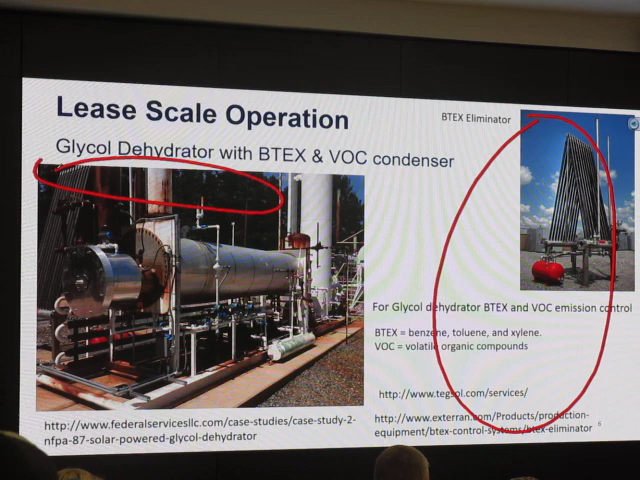 Lease Scale Operation
BTEX Eliminator
Glycol Dehydrator with BTEX & VOC condenser
For Glycol dehydrator BTEX and VOC emission control
BTEX = benzene, toluene, and xylene.
VOC = volatile organic compounds
http://www.tegsol.com/services/
http://www.exterran.com/Products/production-
equipment/btex-control-systems/btex-eliminator
http://www.federalservicesllc.com/case-studies/case-study-2-
nfpa-87-solar-powered-glycol-dehydrator